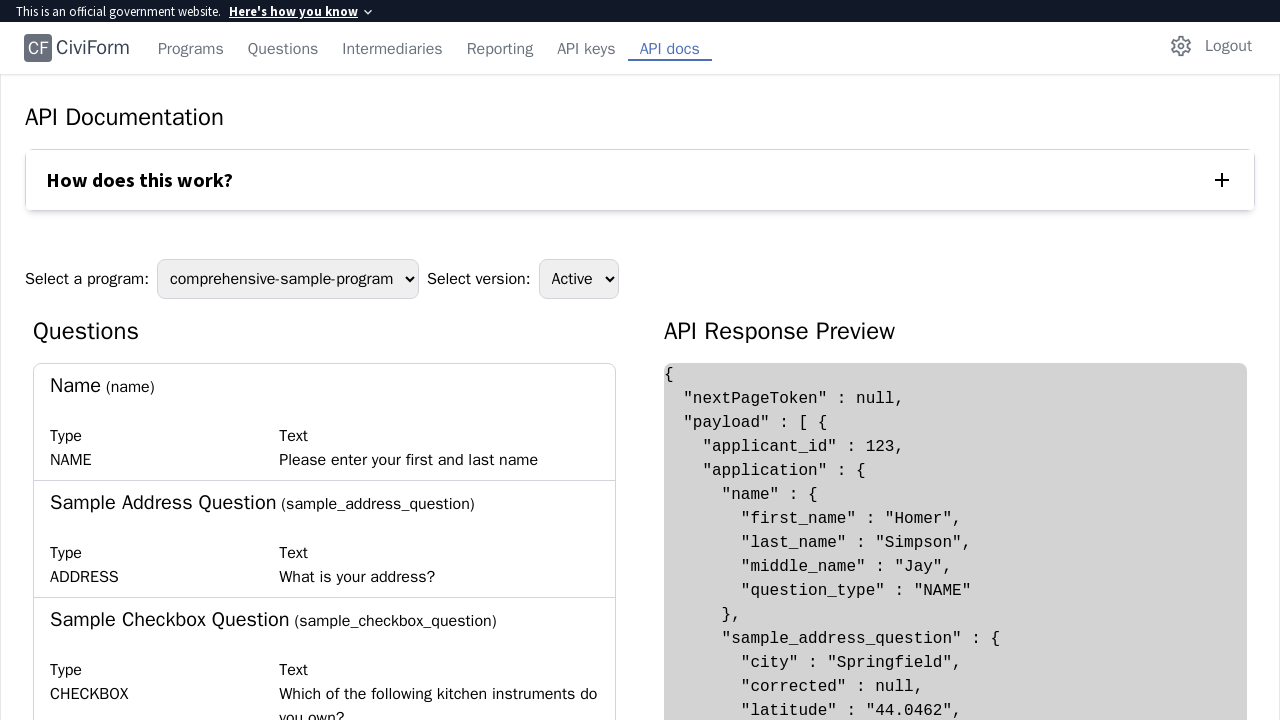 This is an official government website. Here's how you know
CF CiviForm Programs Questions Intermediaries Reporting API keys API docs Logout
API Documentation
How does this work?
Select a program: comprehensive-sample-program Select version: Active
Questions
Name (name)
Type Text
NAME Please enter your first and last name
Sample Address Question (sample_address_question)
Type Text
ADDRESS What is your address?
Sample Checkbox Question (sample_checkbox_question)
Type Text
CHECKBOX Which of the following kitchen instruments do
you own?
API Response Preview
{
  "nextPageToken" : null,
  "payload" : [ {
    "applicant_id" : 123,
    "application" : {
      "name" : {
        "first_name" : "Homer",
        "last_name" : "Simpson",
        "middle_name" : "Jay",
        "question_type" : "NAME"
      },
      "sample_address_question" : {
        "city" : "Springfield",
        "corrected" : null,
        "latitude" : "44.0462",